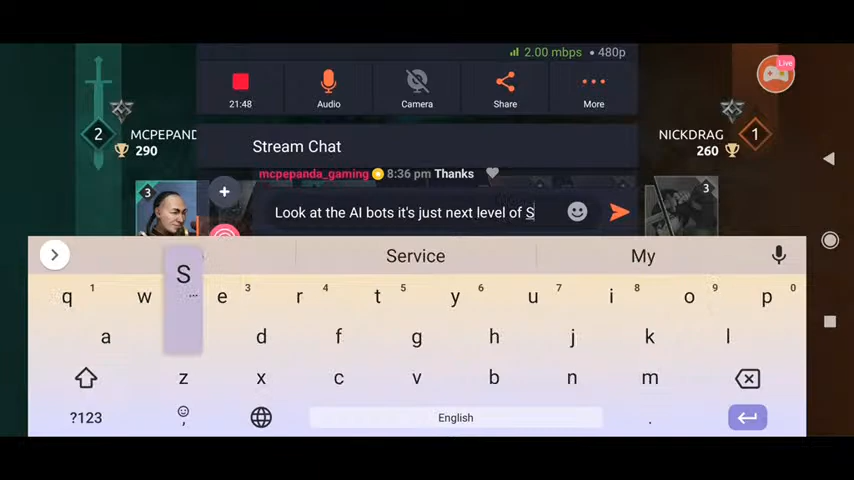 2.00 mbps • 480p
Live
21:48
Audio
Camera
Share
More
2
MCPEPAND
290
NICKDRAG
260
1
Stream Chat
mcpepanda_gaming 8:36 pm Thanks
3
3
Look at the AI bots it's just next level of S
S
Service
My
q 1 w e 3 r 4 t 5 y 6 u 7 i 8 o 9 p 0
a d f g h j k l
z x c v b n m
?123 , English .